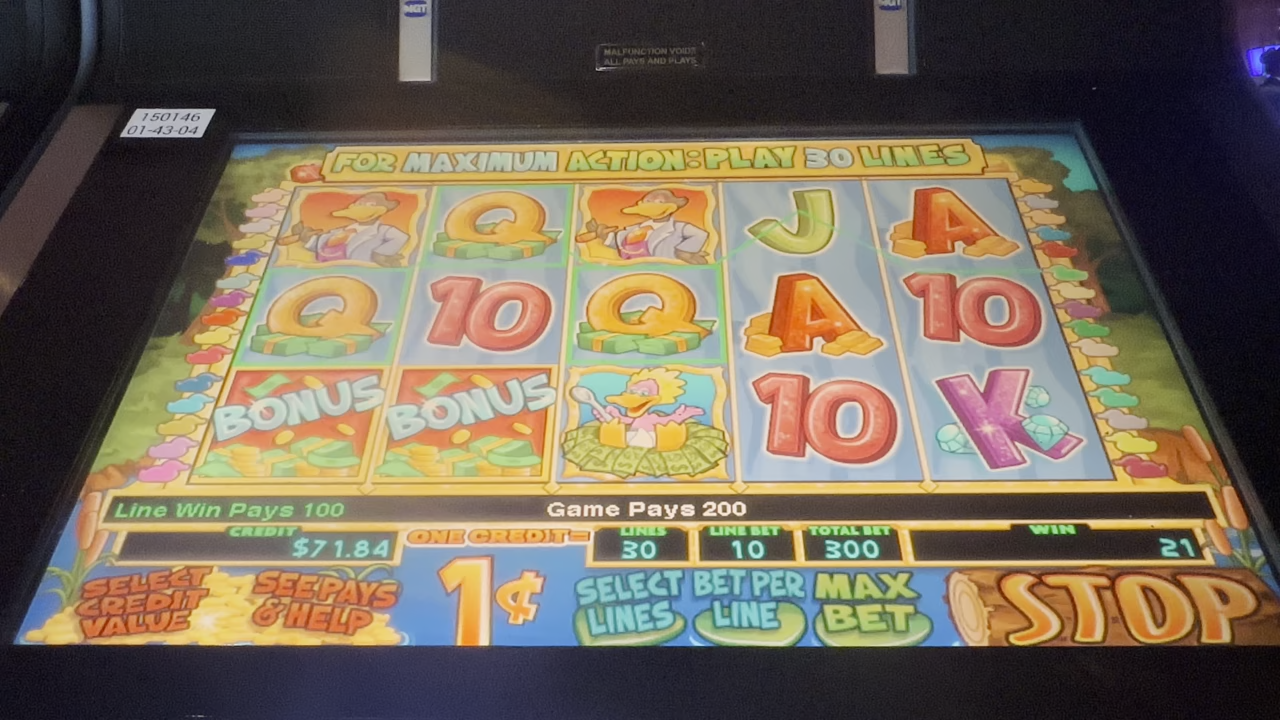 IGT
IGT
MALFUNCTION VOIDS
ALL PAYS AND PLAYS
150146
01-43-04
FOR MAXIMUM ACTION: PLAY 30 LINES
Q J A
Q 10 Q A 10
BONUS BONUS 10 K
Line Win Pays 100 Game Pays 200
CREDIT ONE CREDIT= LINES LINE BET TOTAL BET WIN
$71.84 30 10 300 21
SELECT CREDIT VALUE
SEE PAYS & HELP
1¢
SELECT LINES
BET PER LINE
MAX BET
STOP